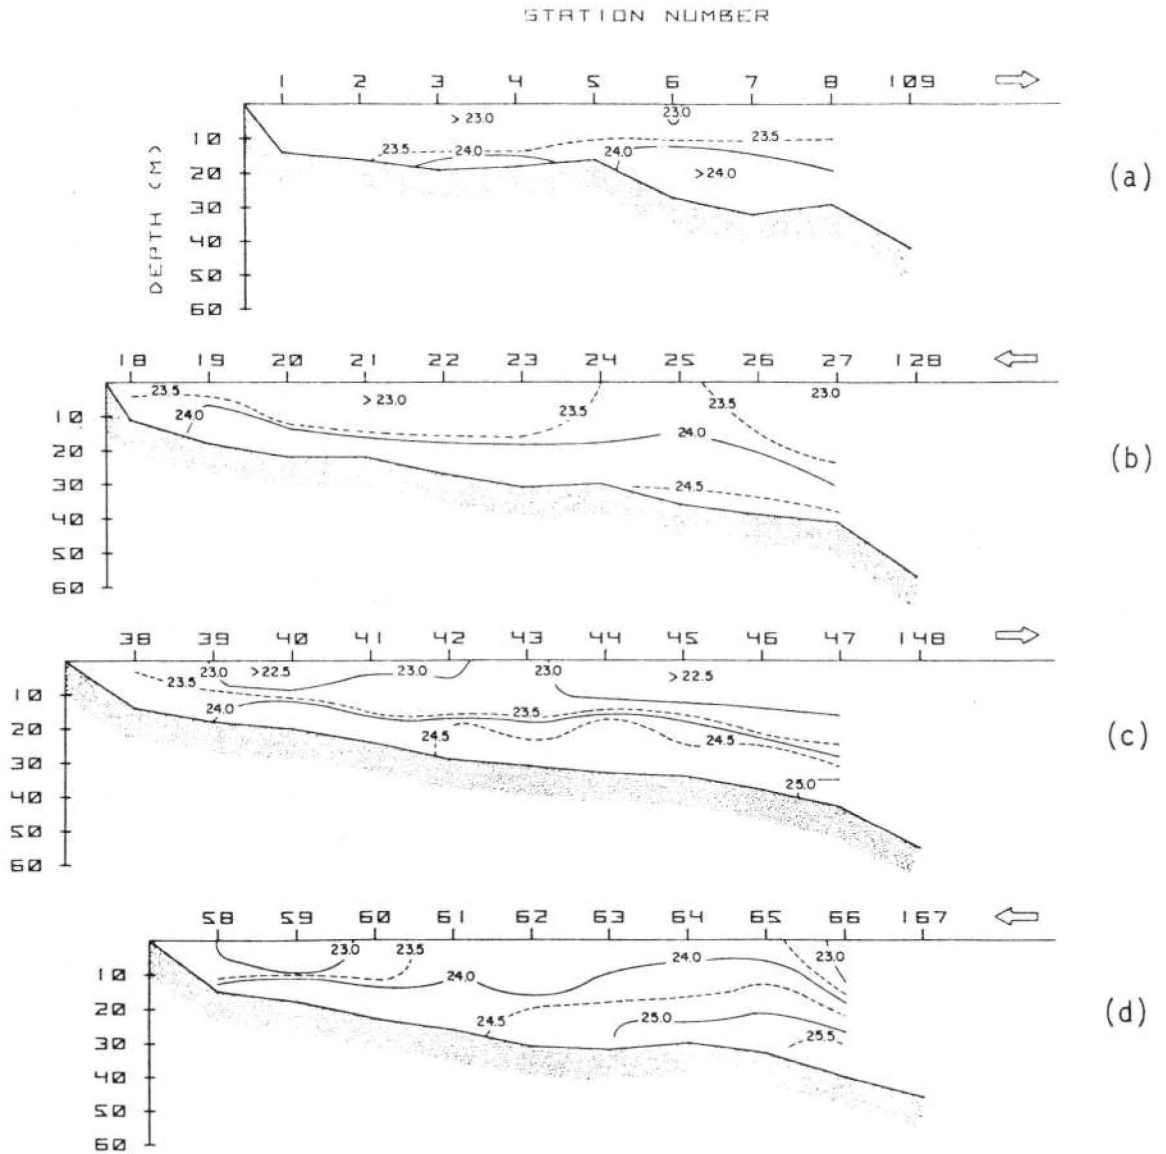 STATION NUMBER
1 2 3 4 5 6 7 8 109
> 23.0 23.0
23.5 24.0 24.0 23.5
> 24.0
10
20
30
40
50
60
DEPTH (M)
(a)
18 19 20 21 22 23 24 25 26 27 128
23.5 > 23.0 23.5 23.5 23.0
24.0 24.0
24.5
10
20
30
40
50
60
(b)
38 39 40 41 42 43 44 45 46 47 148
23.0 >22.5 23.0 23.0 >22.5
23.5 24.0 23.5
24.5 24.5
25.0
10
20
30
40
50
60
(c)
58 59 60 61 62 63 64 65 66 167
23.0 23.5 24.0 24.0 23.0
24.5 25.0 25.5
10
20
30
40
50
60
(d)